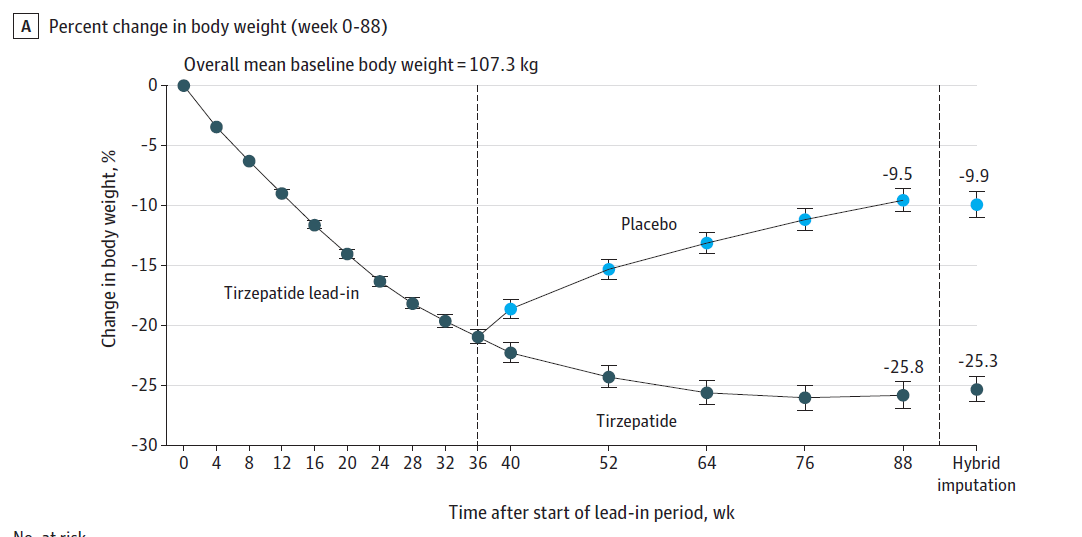 A Percent change in body weight (week 0-88)
Overall mean baseline body weight = 107.3 kg
Change in body weight, %
0
-5
-10
-15
-20
-25
-30
Tirzepatide lead-in
Placebo
Tirzepatide
-9.5
-9.9
-25.8
-25.3
0 4 8 12 16 20 24 28 32 36 40 52 64 76 88 Hybrid
imputation
Time after start of lead-in period, wk
No. at risk